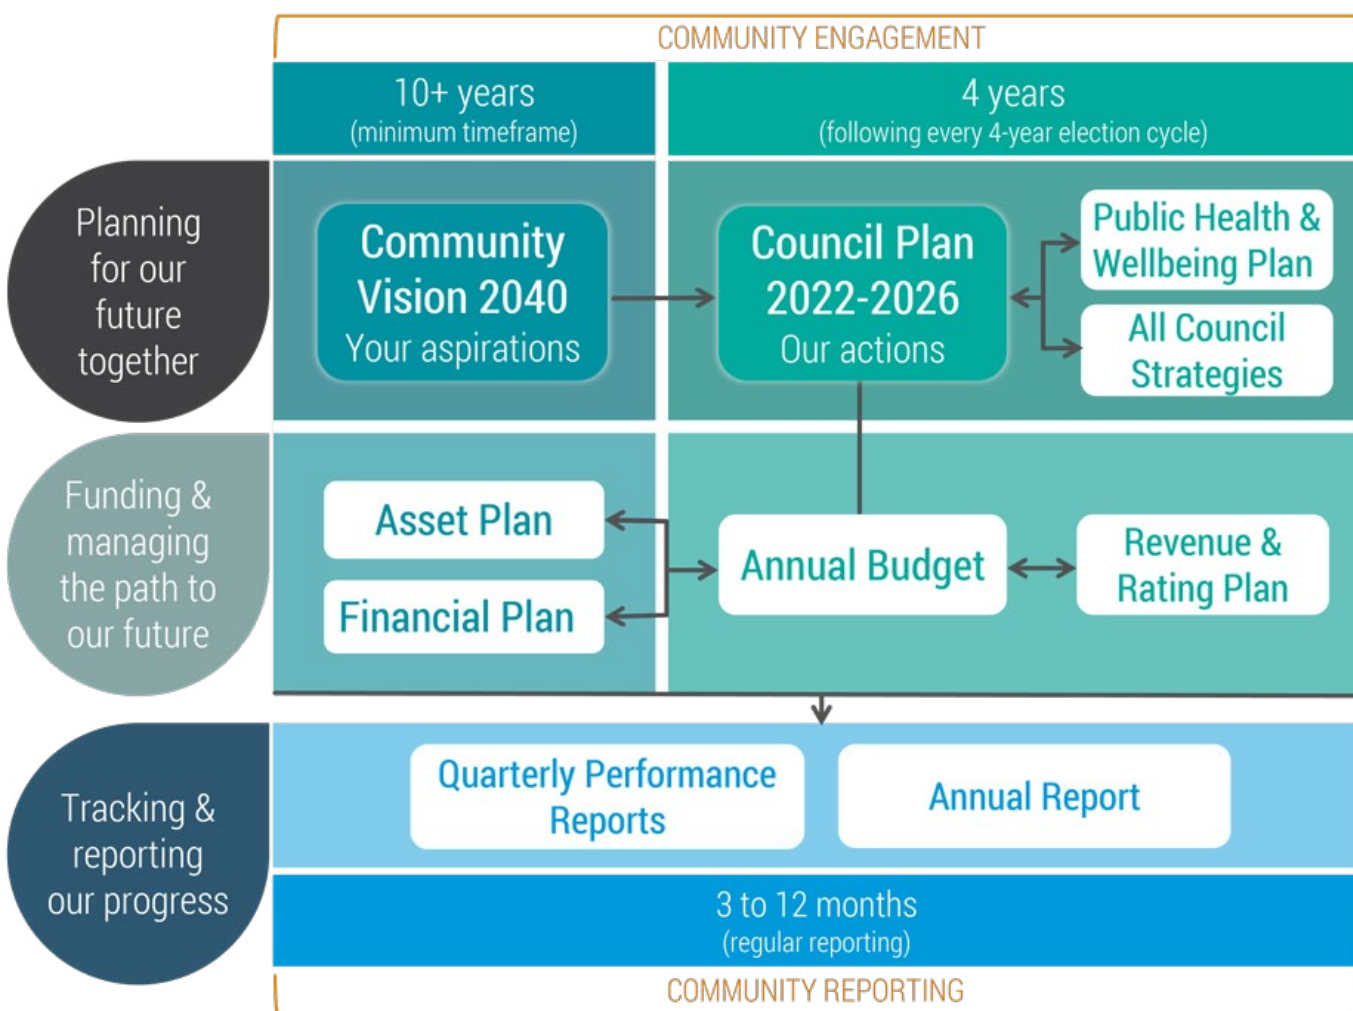 COMMUNITY ENGAGEMENT
10+ years
(minimum timeframe)
4 years
(following every 4-year election cycle)
Planning
for our
future
together
Community
Vision 2040
Your aspirations
Council Plan
2022-2026
Our actions
Public Health &
Wellbeing Plan
All Council
Strategies
Funding &
managing
the path to
our future
Asset Plan
Financial Plan
Annual Budget
Revenue &
Rating Plan
Tracking &
reporting
our progress
Quarterly Performance
Reports
Annual Report
3 to 12 months
(regular reporting)
COMMUNITY REPORTING